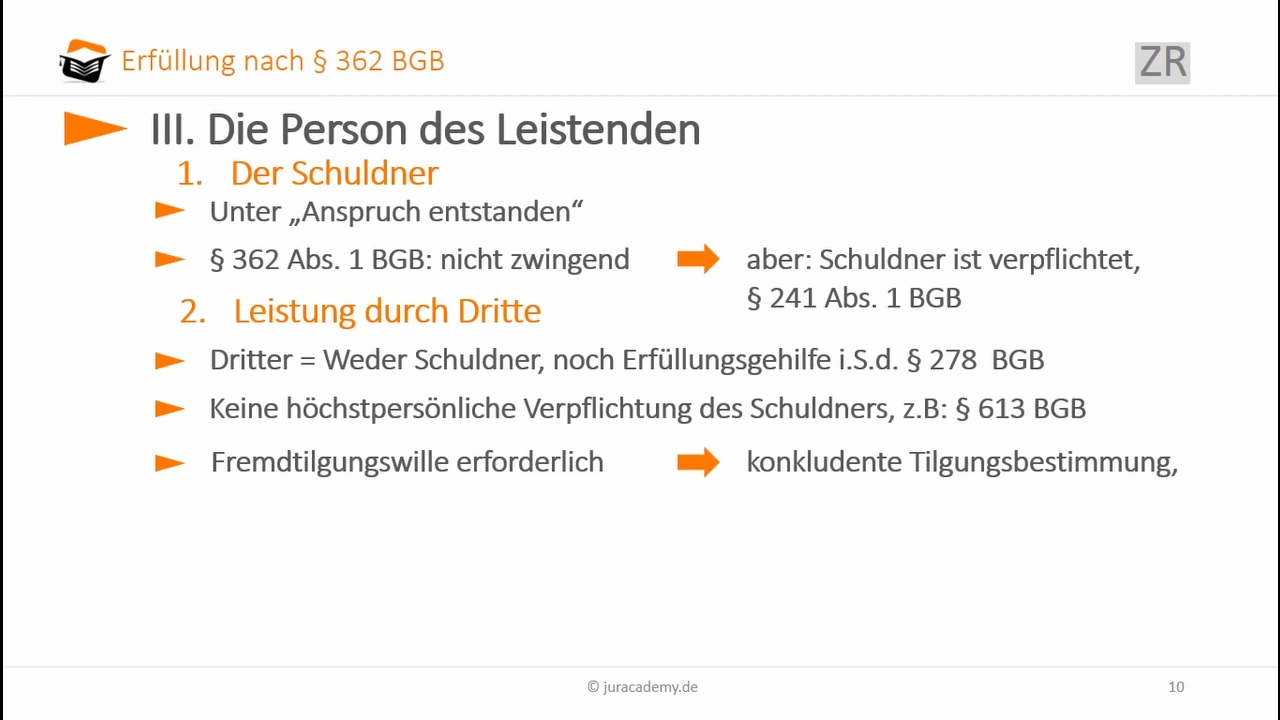 Erfüllung nach § 362 BGB
ZR
III. Die Person des Leistenden
1. Der Schuldner
Unter „Anspruch entstanden“
§ 362 Abs. 1 BGB: nicht zwingend
aber: Schuldner ist verpflichtet,
§ 241 Abs. 1 BGB
2. Leistung durch Dritte
Dritter = Weder Schuldner, noch Erfüllungsgehilfe i.S.d. § 278 BGB
Keine höchstpersönliche Verpflichtung des Schuldners, z.B: § 613 BGB
Fremdtilgungswille erforderlich
konkludente Tilgungsbestimmung,
© juracademy.de
10